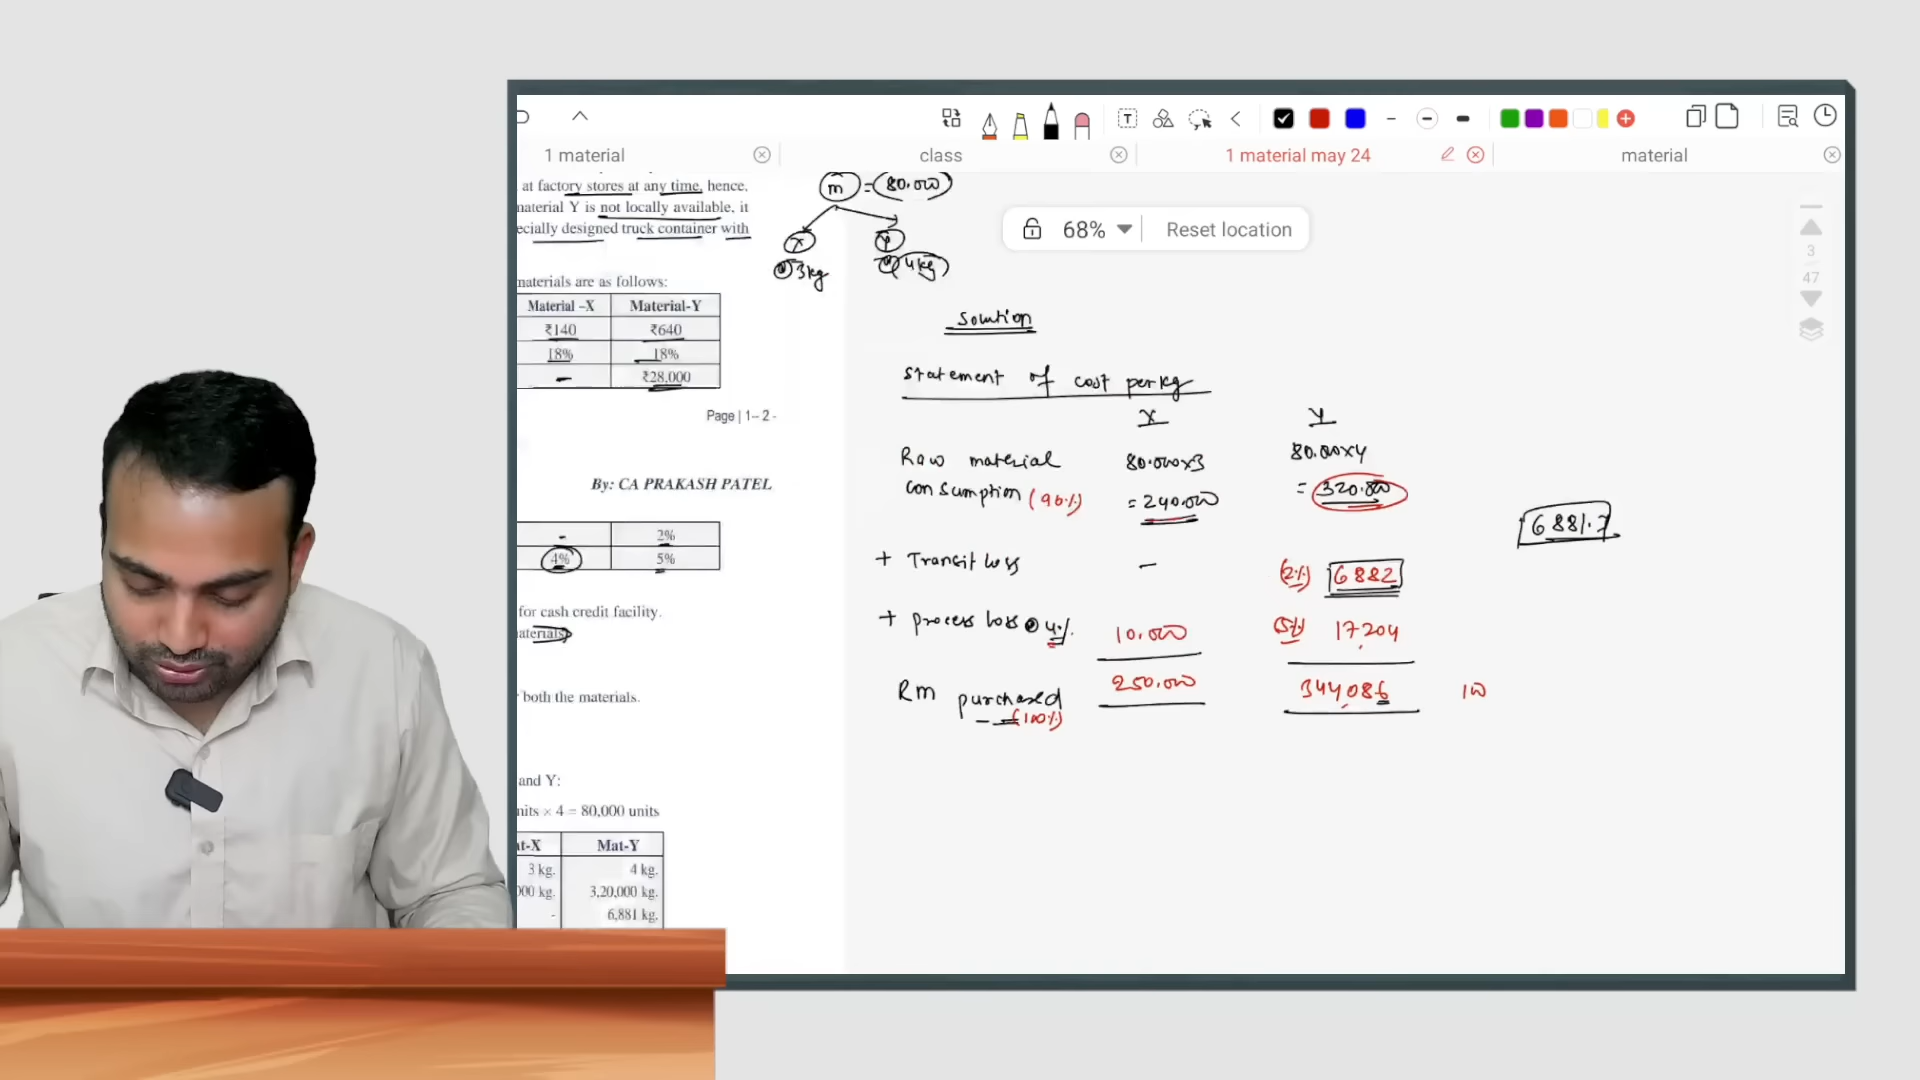 1 material
class
1 material may 24
material
at factory stores at any time, hence,
material Y is not locally available, it
ecially designed truck container with
m = 80.000
X
Y
@ 3kg
@ 4kg
68%
Reset location
3
47
naterials are as follows:
Material –X Material-Y
₹140 ₹640
18% 18%
- ₹28,000
Page | 1-- 2 -
By: CA PRAKASH PATEL
- 2%
4% 5%
for cash credit facility.
aterials)
both the materials.
and Y:
nits × 4 = 80,000 units
at-X Mat-Y
3 kg. 4 kg.
000 kg. 3,20,000 kg.
- 6,881 kg.
Solution
Statement of cost per kg
X Y
Raw material 80.000x3 80.000x4
consumption (96%) = 240.000 = 320.000
6881.7
+ Transit loss - (2%) 6882
+ process loss @ 4%. 10.000 (5%) 17204
RM purchased 250.000 344086 100
(100%)